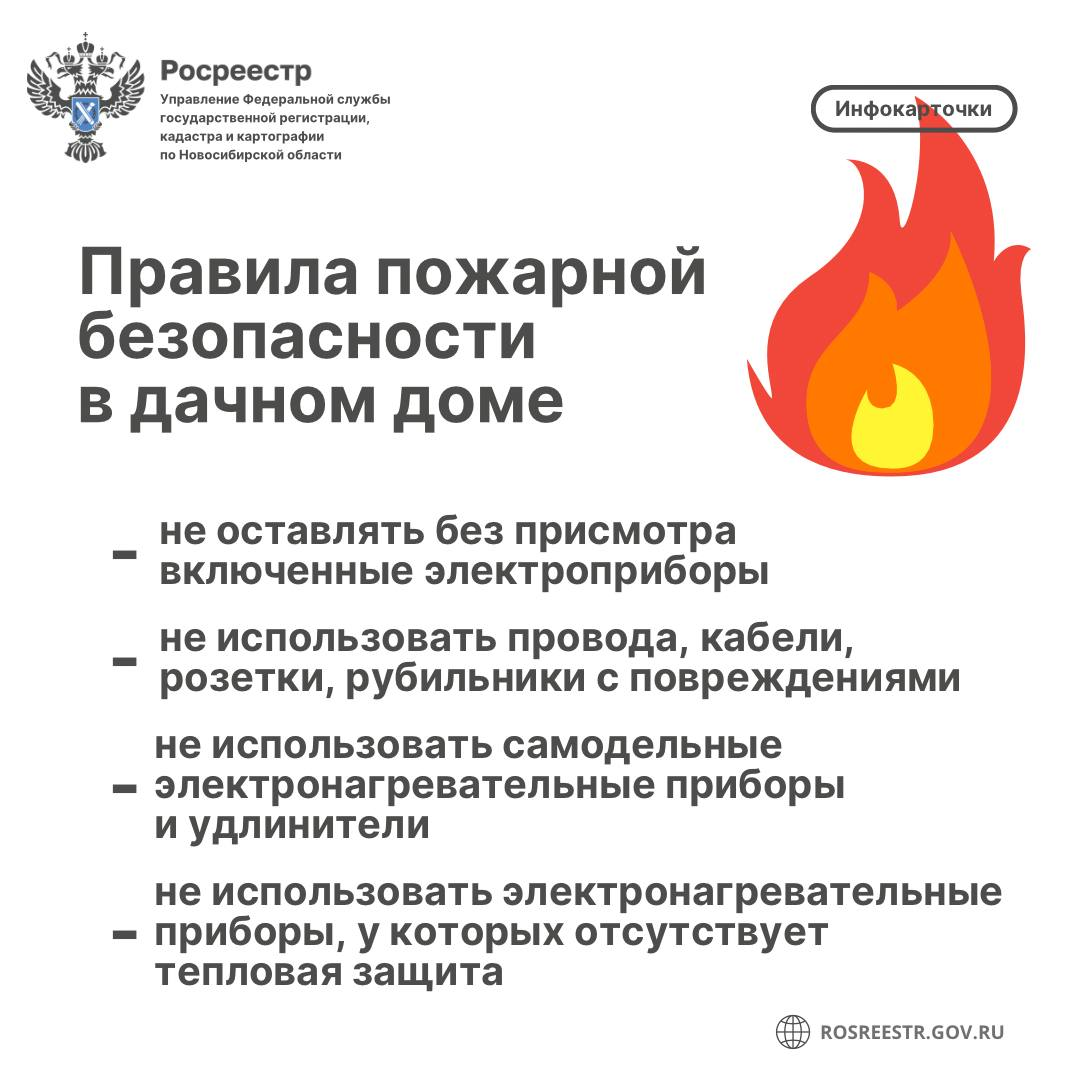 Росреестр
Управление Федеральной службы
государственной регистрации,
кадастра и картографии
по Новосибирской области
Инфокарточки
Правила пожарной
безопасности
в дачном доме
- не оставлять без присмотра
включенные электроприборы
- не использовать провода, кабели,
розетки, рубильники с повреждениями
- не использовать самодельные
электронагревательные приборы
и удлинители
- не использовать электронагревательные
приборы, у которых отсутствует
тепловая защита
ROSREESTR.GOV.RU